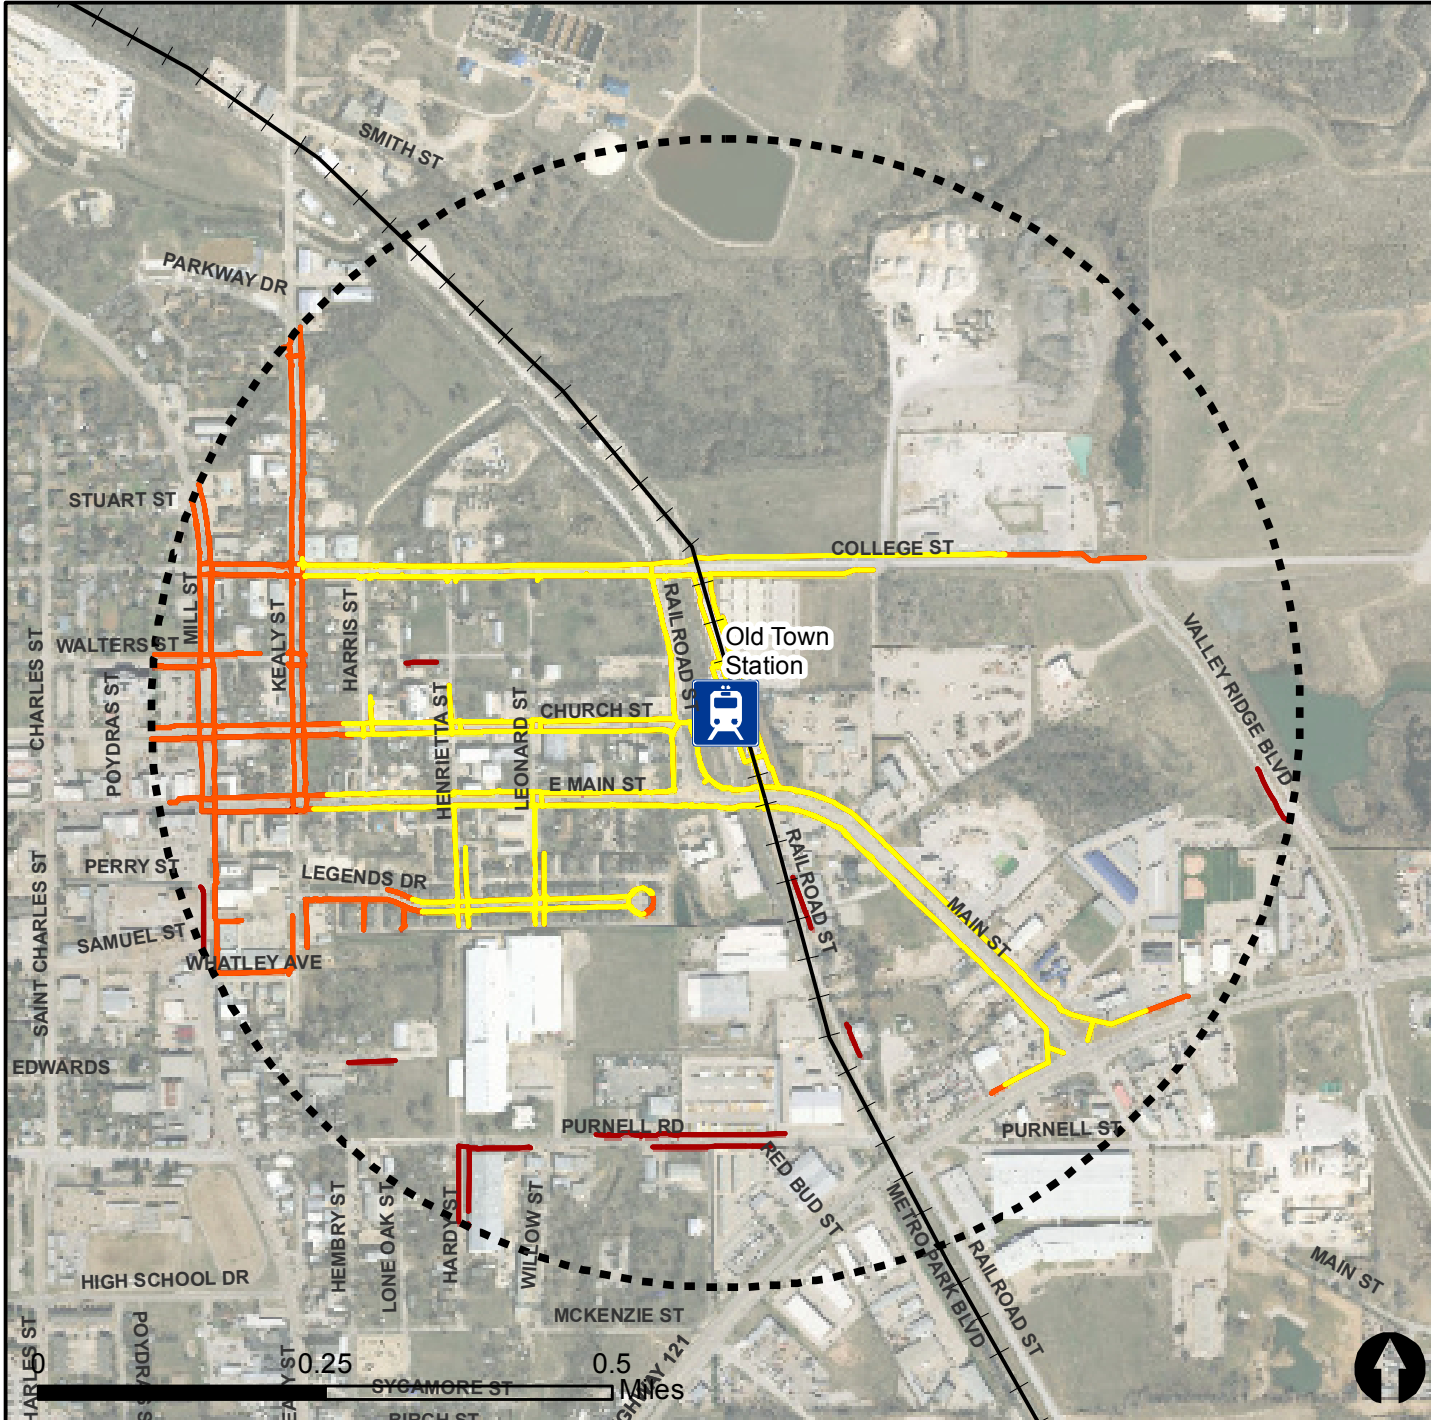 SMITH ST
PARKWAY DR
STUART ST
COLLEGE ST
MILL ST
KEALY ST
HARRIS ST
RAILROAD ST
Old Town
Station
VALLEY RIDGE BLVD
WALTERS ST
CHARLES ST
POYDRAS ST
HENRIETTA ST
LEONARD ST
CHURCH ST
E MAIN ST
PERRY ST
LEGENDS DR
RAILROAD ST
MAIN ST
SAINT CHARLES ST
SAMUEL ST
WHATLEY AVE
EDWARDS
PURNELL RD
PURNELL ST
RED BUD ST
HEMBRY ST
LONE OAK ST
HARDY ST
WILLOW ST
METRO PARK BLVD
RAILROAD ST
MAIN ST
HIGH SCHOOL DR
MCKENZIE ST
0
0.25
0.5
Miles
SYCAMORE ST
BIRCH ST